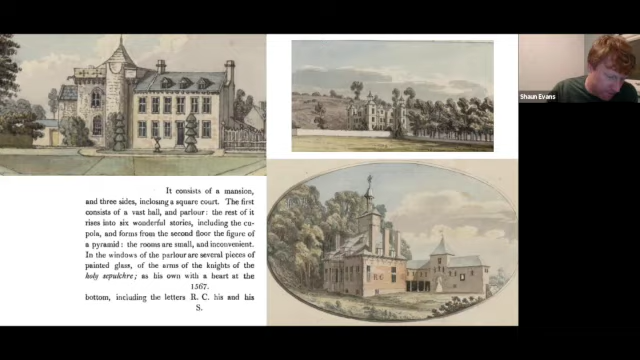 It consists of a mansion,
and three sides, inclosing a square court. The first
consists of a vast hall, and parlour: the rest of it
rises into six wonderful stories, including the cu-
pola, and forms from the second floor the figure of
a pyramid: the rooms are small, and inconvenient.
In the windows of the parlour are several pieces of
painted glass, of the arms of the knights of the
holy sepulchre; as his own with a heart at the
1567.
bottom, including the letters R. C. his and his
S.
Shaun Evans